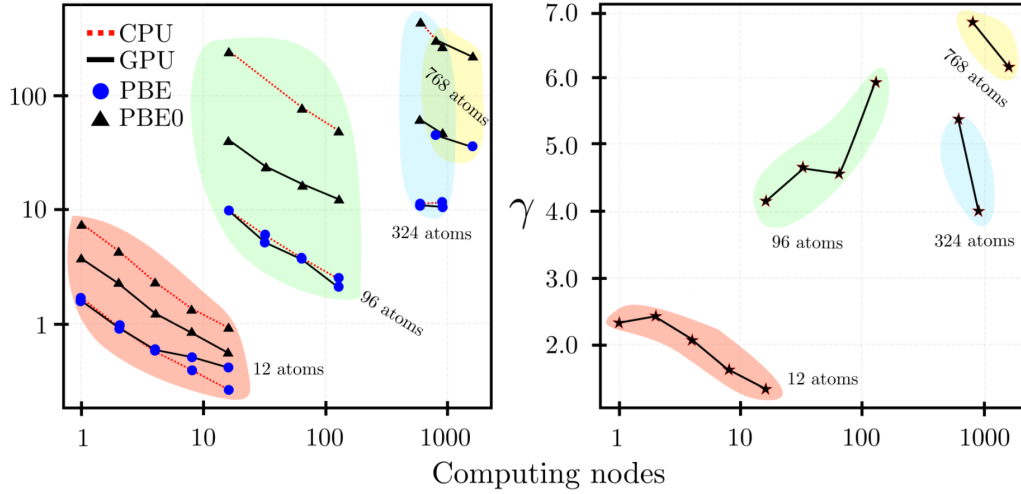 CPU
GPU
PBE
PBE0
100
10
1
768 atoms
324 atoms
96 atoms
12 atoms
1
10
100
1000
7.0
6.0
5.0
4.0
3.0
2.0
γ
768 atoms
96 atoms
324 atoms
12 atoms
1
10
100
1000
Computing nodes